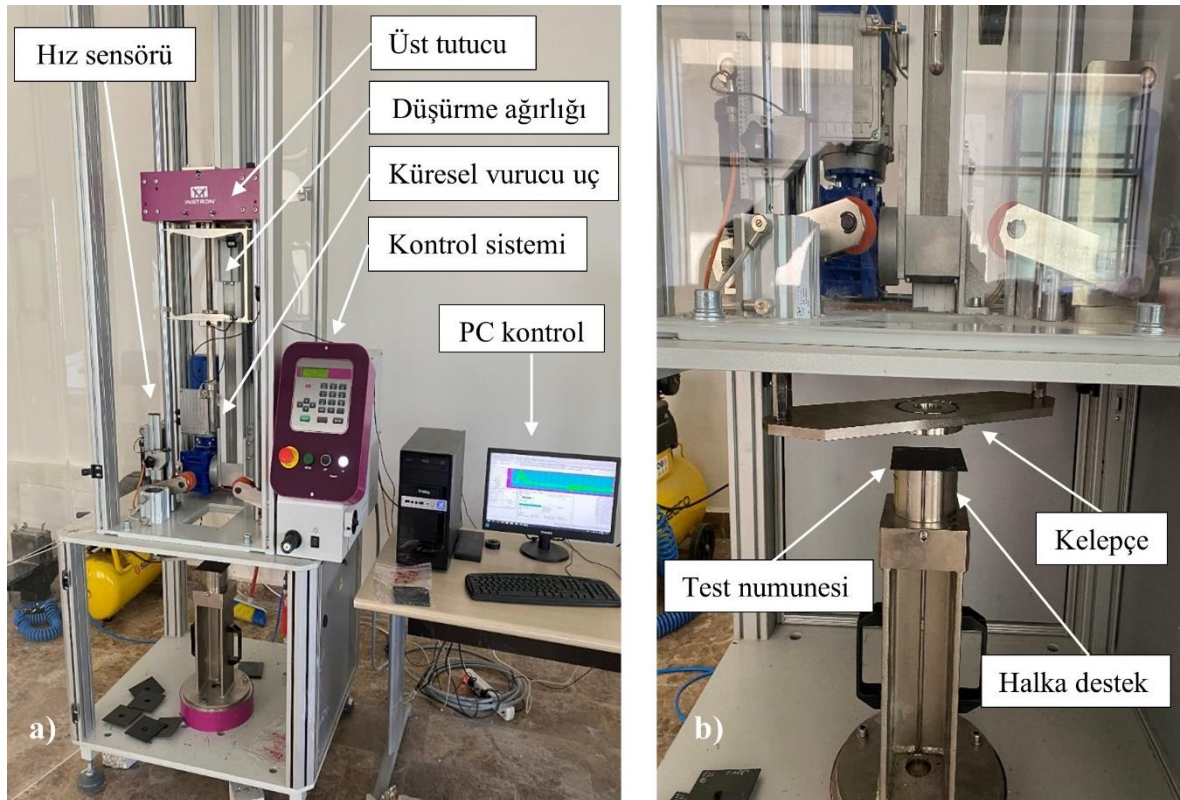 Hız sensörü
Üst tutucu
Düşürme ağırlığı
Küresel vurucu uç
Kontrol sistemi
PC kontrol
INSTRON
a)
Kelepçe
Test numunesi
Halka destek
b)